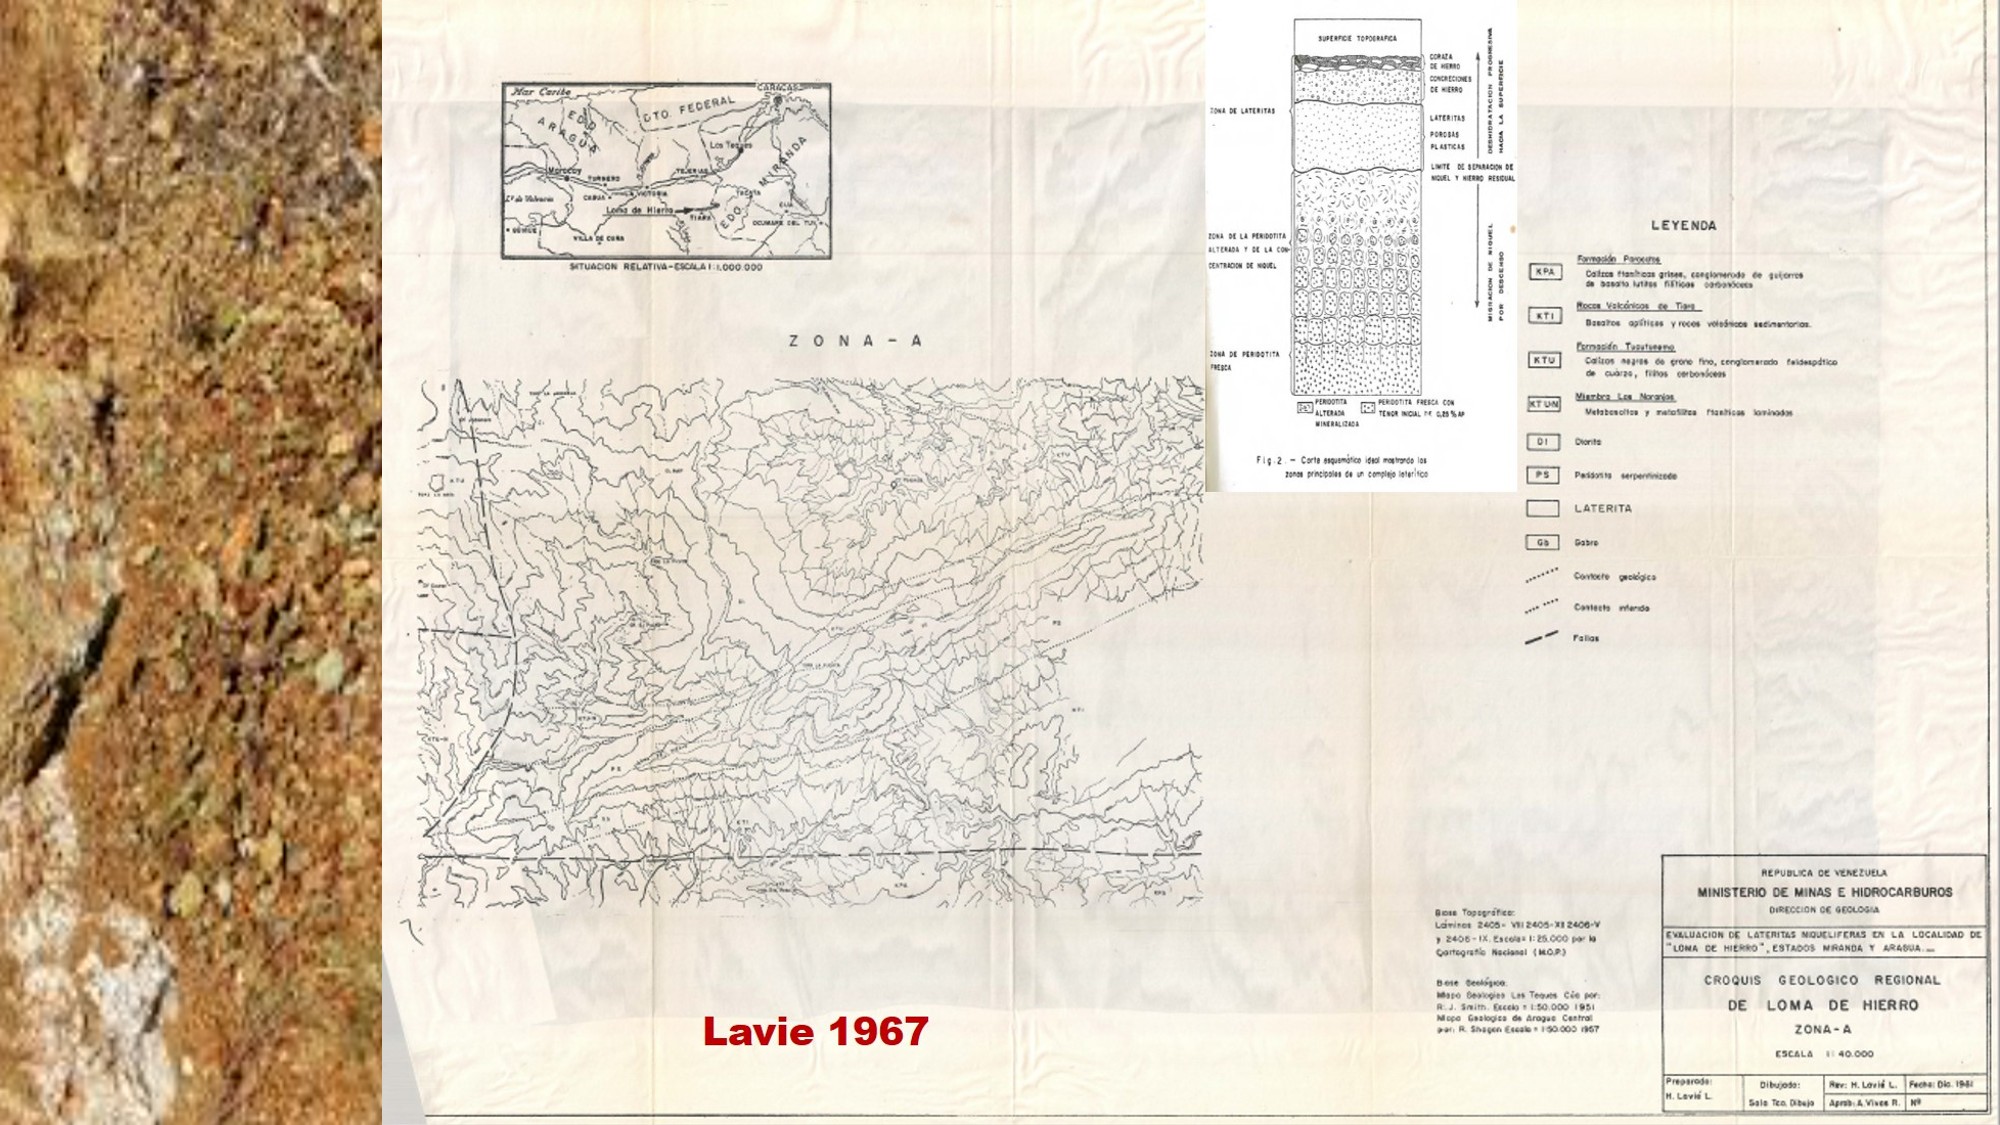 Mar Caribe
CARACAS
DTO. FEDERAL
EDO.
ARAGUA
Los Teques
MIRANDA
Maracay
TURMERO
TEJERIAS
LA VICTORIA
TACATA
CAGUA
CUA
Loma de Hierro
TIARA
EDO.
OCUMARE DEL TUY
GÜIGUE
VILLA DE CURA
SITUACION RELATIVA-ESCALA 1:1.000.000
ZONA-A
SUPERFICIE TOPOGRAFICA
CORAZA
DE HIERRO
CONCRECIONES
DE HIERRO
ZONA DE LATERITAS
LATERITAS
POROSAS
PLASTICAS
LIMITE DE SEPARACION DE
NIQUEL Y HIERRO RESIDUAL
DESHIDRATACION PROGRESIVA
HACIA LA SUPERFICIE
ZONA DE LA PERIDOTITA
ALTERADA Y DE LA CON-
CENTRACION DE NIQUEL
MIGRACION DE NIQUEL
POR DESCENSO
ZONA DE PERIDOTITA
FRESCA
PERIDOTITA
ALTERADA
MINERALIZADA
PERIDOTITA FRESCA CON
TENOR INICIAL DE 0,25 %
Fig. 2. — Corte esquemático ideal mostrando las
zonas principales de un complejo laterítico
LEYENDA
KPA
Formación Paracotos
Calizas ftaníticas grises, conglomerado de guijarros
de basalto lutitas filíticas carbonáceas
KTI
Rocas Volcánicas de Tiara
Basaltos aplíticos y rocas volcánicas sedimentarias.
KTU
Formación Tucutunemo
Calizas negras de grano fino, conglomerado feldespático
de cuarzo, filitas carbonáceas
KTU-N
Miembro Los Naranjos
Metabasaltos y metafilitas ftaníticas laminadas
DI
Diorita
PS
Peridotita serpentinizada
LATERITA
Gb
Gabro
Contacto geológico
Contacto inferido
Fallas
Base Topográfica:
Láminas 2405- VII 2405-XII 2406-V
y 2406-IX. Escala= 1:25.000 por la
Cartografía Nacional (M.O.P.)
Base Geológica:
Mapa Geologico Los Teques Cúa por:
R.J. Smith. Escala = 1:50.000 1951
Mapa Geologico de Aragua Central
por: R. Shagan Escala = 1:50.000 1957
REPUBLICA DE VENEZUELA
MINISTERIO DE MINAS E HIDROCARBUROS
DIRECCION DE GEOLOGIA
EVALUACION DE LATERITAS NIQUELIFERAS EN LA LOCALIDAD DE
"LOMA DE HIERRO", ESTADOS MIRANDA Y ARAGUA.
CROQUIS GEOLOGICO REGIONAL
DE LOMA DE HIERRO
ZONA-A
ESCALA 1:40.000
Preparado:
H. Lavié L.
Dibujado:
Sala Tco. Dibujo
Rev: H. Lavié L.
Aprob: A. Vivas R.
Fecha: Dic. 1981
Nº
Lavie 1967